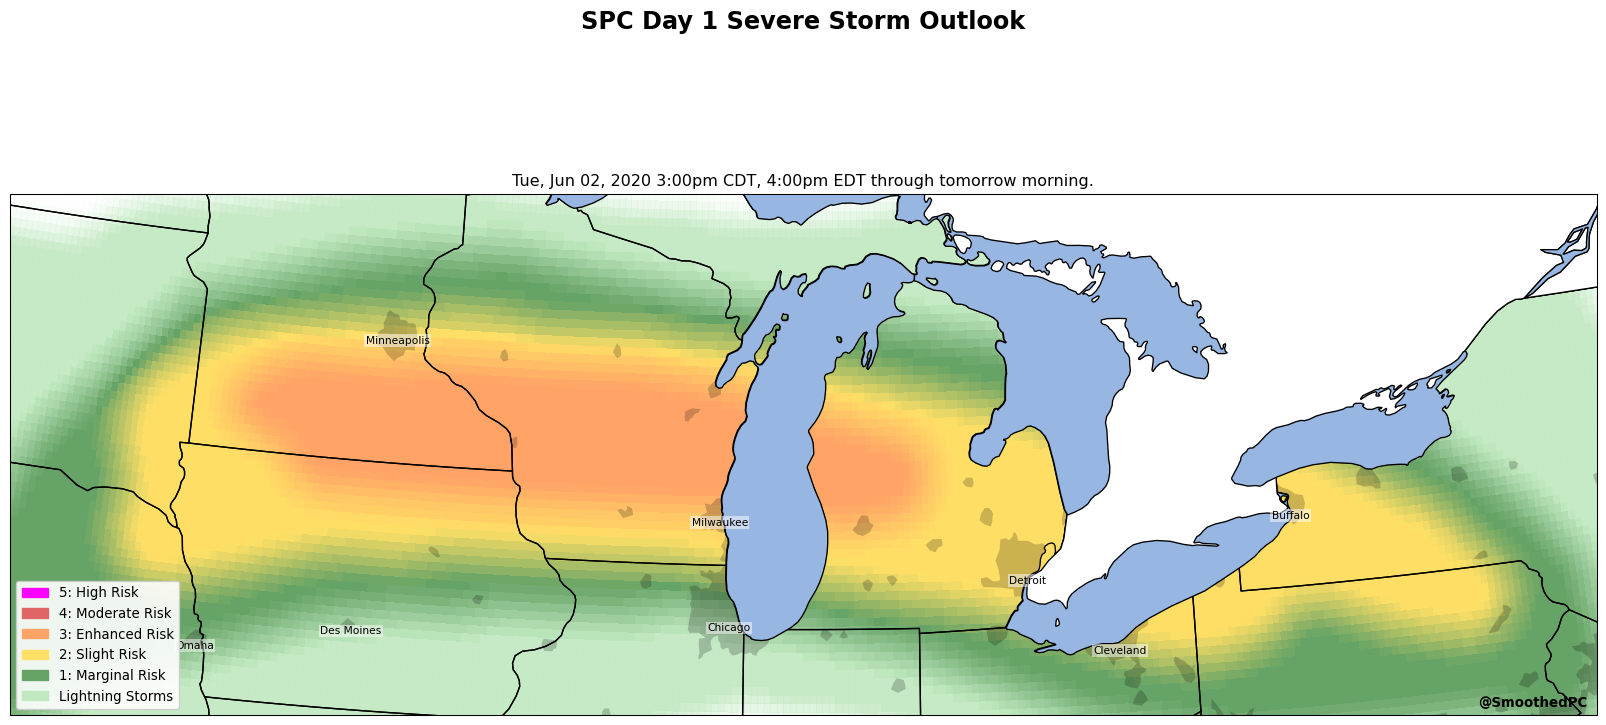 SPC Day 1 Severe Storm Outlook
Tue, Jun 02, 2020 3:00pm CDT, 4:00pm EDT through tomorrow morning.
Minneapolis
Milwaukee
Buffalo
Detroit
Chicago
Des Moines
Omaha
Cleveland
5: High Risk
4: Moderate Risk
3: Enhanced Risk
2: Slight Risk
1: Marginal Risk
Lightning Storms
@SmoothedPC